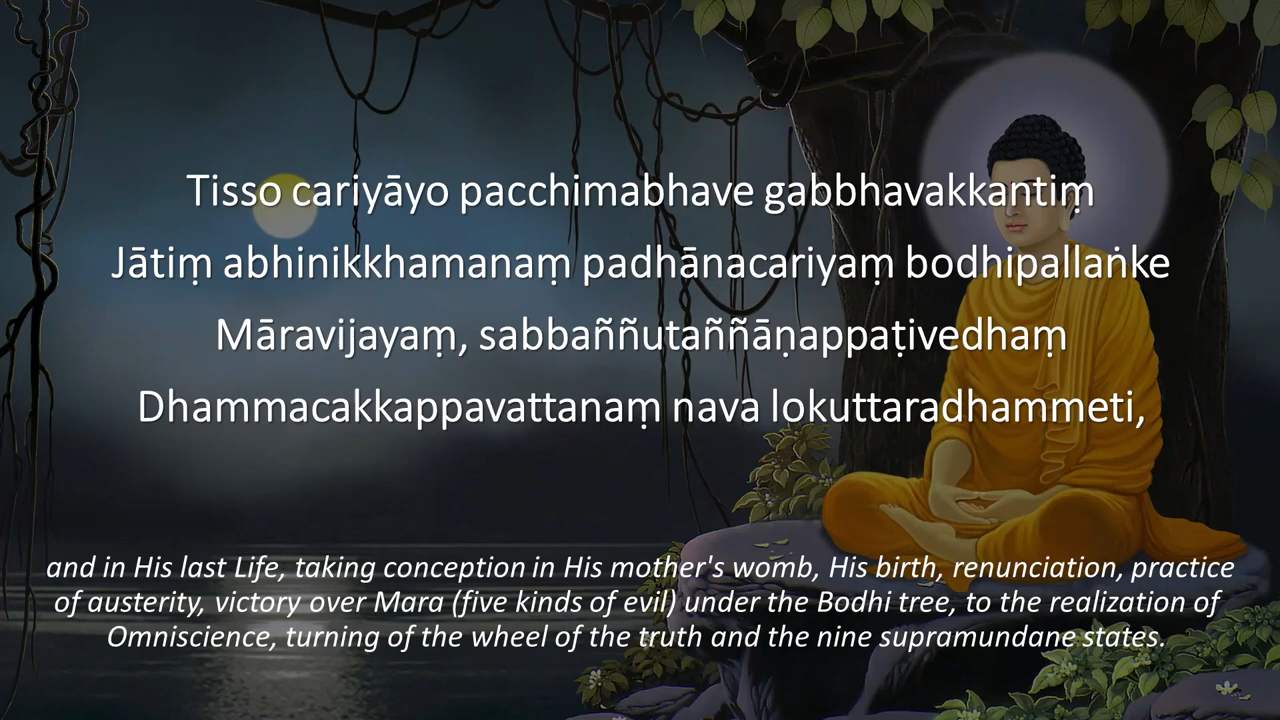 Tisso cariyāyo pacchimabhave gabbhavakkantiṃ
Jātiṃ abhinikkhamanaṃ padhānacariyaṃ bodhipallaṅke
Māravijayaṃ, sabbaññutaññāṇappaṭivedhaṃ
Dhammacakkappavattanaṃ nava lokuttaradhammeti,
and in His last Life, taking conception in His mother's womb, His birth, renunciation, practice
of austerity, victory over Mara (five kinds of evil) under the Bodhi tree, to the realization of
Omniscience, turning of the wheel of the truth and the nine supramundane states.